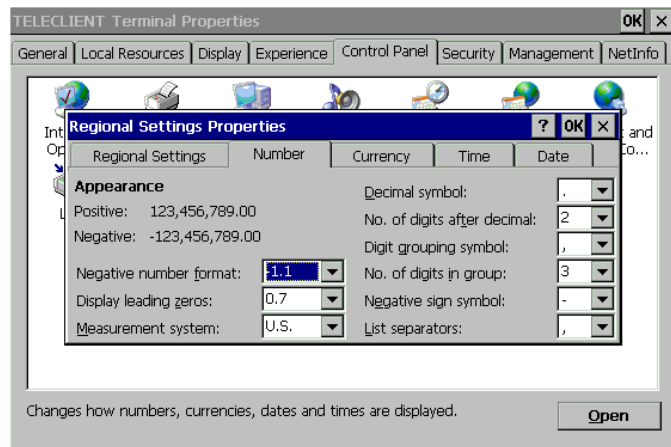 TELECLIENT Terminal Properties OK ×
General Local Resources Display Experience Control Panel Security Management NetInfo
Regional Settings Properties ? OK ×
Int and
Op Co...
Regional Settings Number Currency Time Date
Appearance
Positive: 123,456,789.00
Negative: -123,456,789.00
Negative number format: -1.1
Display leading zeros: 0.7
Measurement system: U.S.
Decimal symbol: .
No. of digits after decimal: 2
Digit grouping symbol: ,
No. of digits in group: 3
Negative sign symbol: -
List separators: ,
Changes how numbers, currencies, dates and times are displayed. Open